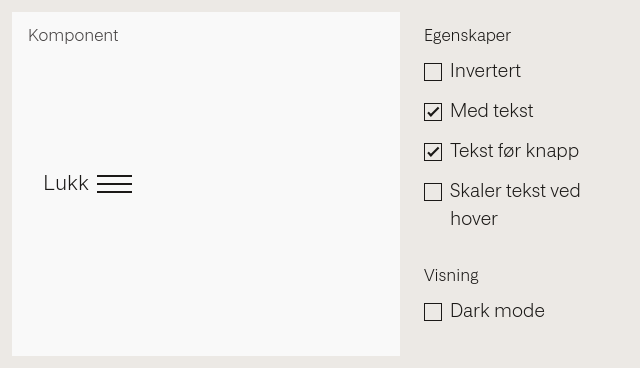 Komponent
Lukk
Egenskaper
Invertert
Med tekst
Tekst før knapp
Skaler tekst ved
hover
Visning
Dark mode